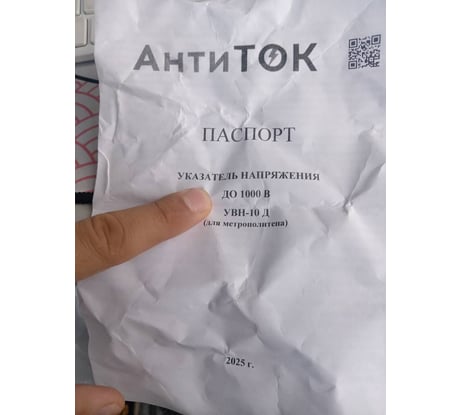 АнтиТОК
ПАСПОРТ
УКАЗАТЕЛЬ НАПРЯЖЕНИЯ
ДО 1000 В
УВН-10 Д
(для метрополитена)
2025 г.